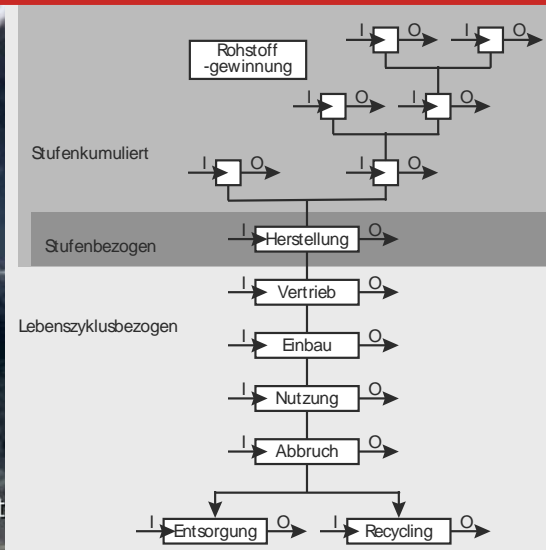 I O I O
Rohstoff
-gewinnung
I O I O
Stufenkumuliert
I O I O
Stufenbezogen
I Herstellung O
I Vertrieb O
Lebenszyklusbezogen
I Einbau O
I Nutzung O
I Abbruch O
t
I Entsorgung O I Recycling O